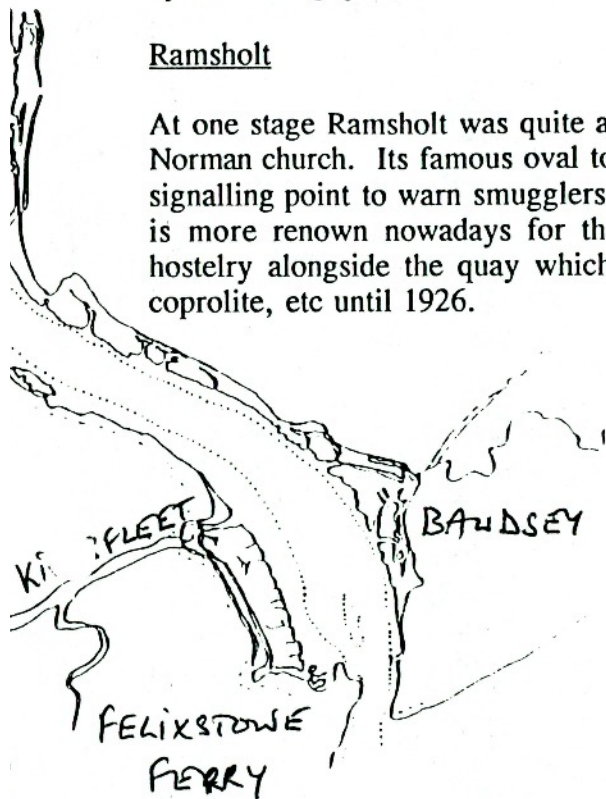 Ramsholt
At one stage Ramsholt was quite a
Norman church. Its famous oval to
signalling point to warn smugglers
is more renown nowadays for th
hostelry alongside the quay which
coprolite, etc until 1926.
BAWDSEY
FLEET
FELIXSTOWE
FERRY